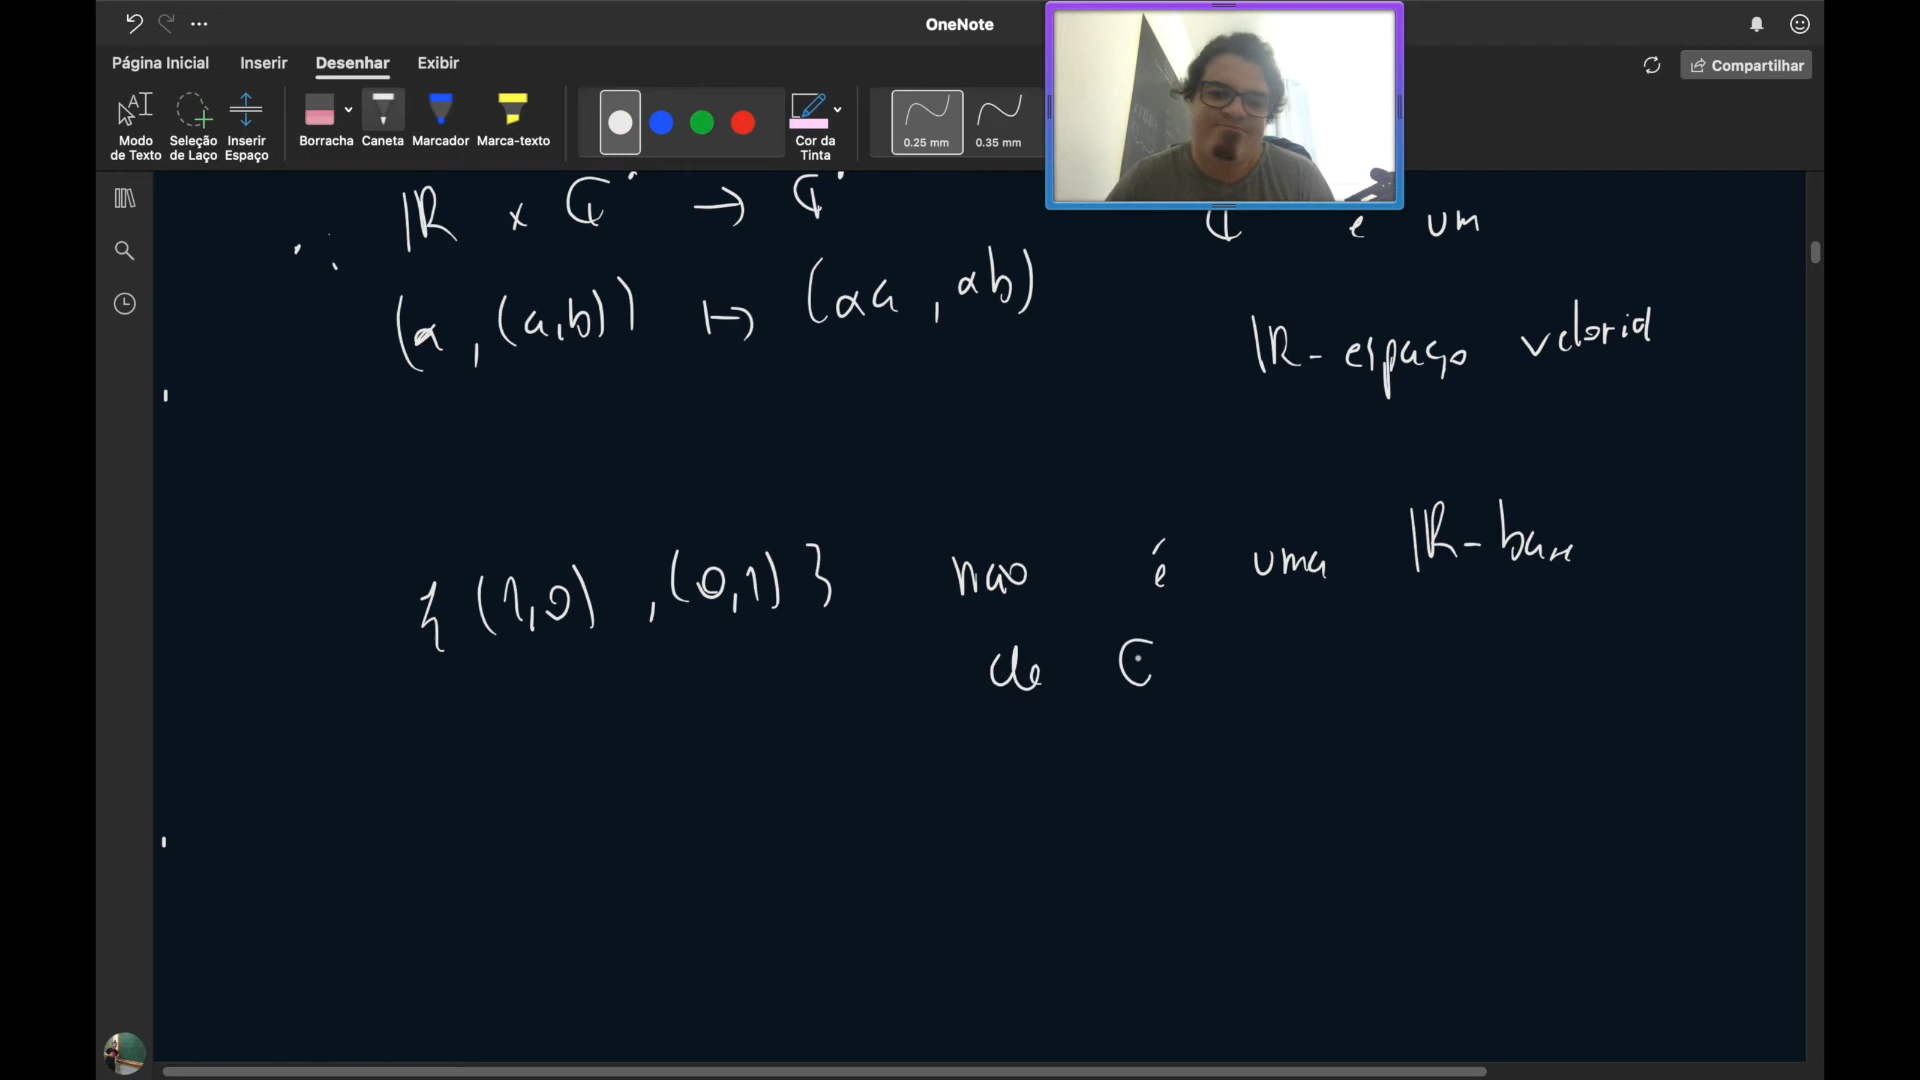 OneNote
Página Inicial Inserir Desenhar Exibir
Compartilhar
Modo de Texto
Seleção de Laço
Inserir Espaço
Borracha
Caneta
Marcador
Marca-texto
Cor da Tinta
0.25 mm
0.35 mm
∴ ℝ × ℂ² → ℂ²
(α, (a,b)) ↦ (αa, αb)
é um
ℝ-espaço vetorial
{(1,0), (0,1)} não é uma ℝ-base
de ℂ